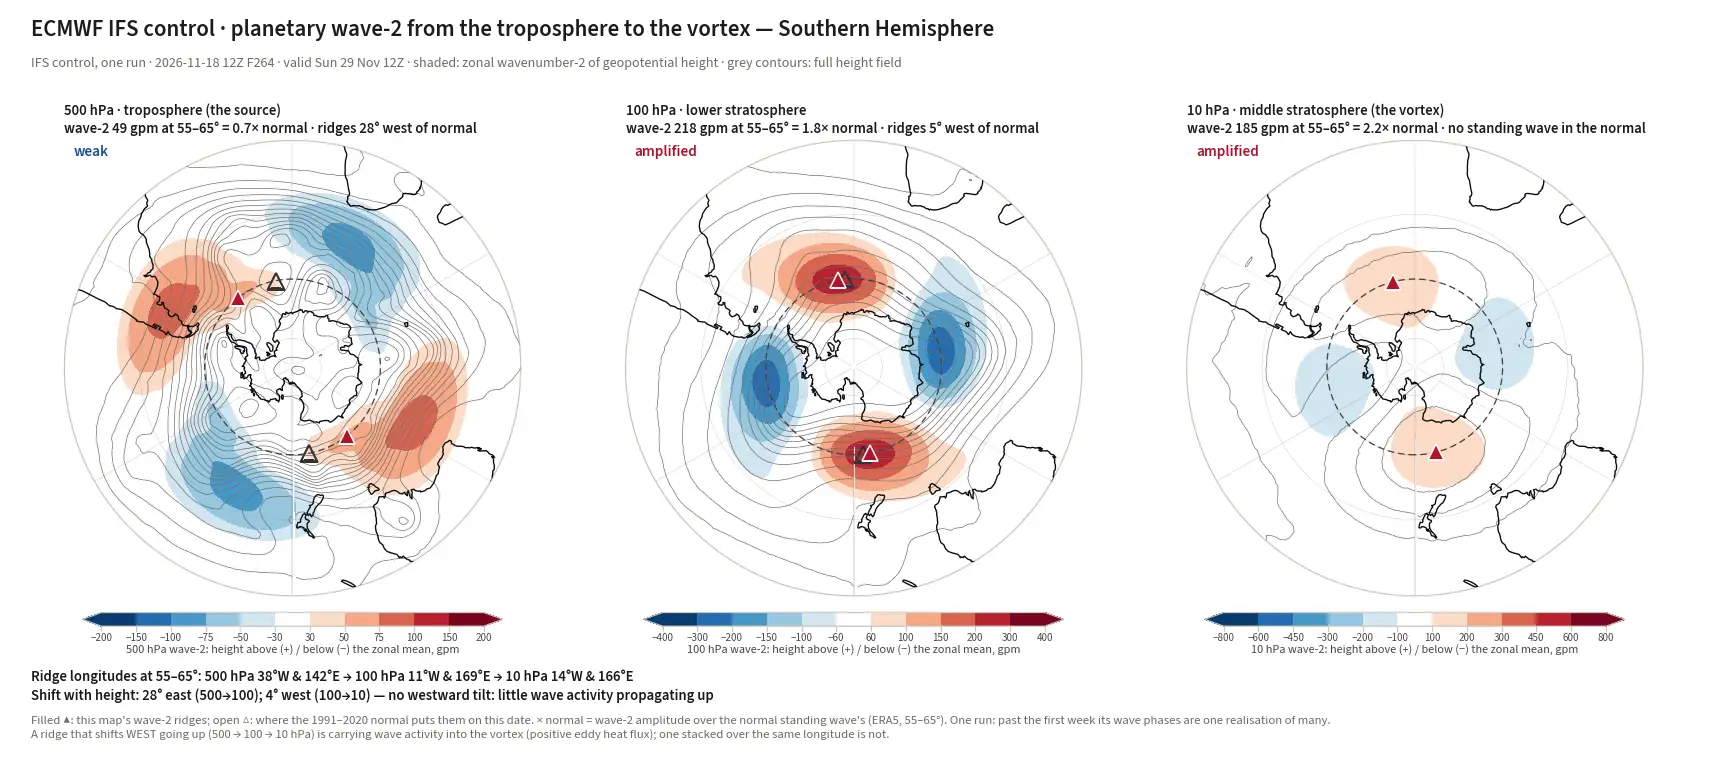 ECMWF IFS control · planetary wave-2 from the troposphere to the vortex — Southern Hemisphere
IFS control, one run · 2026-11-18 12Z F264 · valid Sun 29 Nov 12Z · shaded: zonal wavenumber-2 of geopotential height · grey contours: full height field
500 hPa · troposphere (the source)
wave-2 49 gpm at 55–65° = 0.7× normal · ridges 28° west of normal
weak
100 hPa · lower stratosphere
wave-2 218 gpm at 55–65° = 1.8× normal · ridges 5° west of normal
amplified
10 hPa · middle stratosphere (the vortex)
wave-2 185 gpm at 55–65° = 2.2× normal · no standing wave in the normal
amplified
−200 −150 −100 −75 −50 −30 30 50 75 100 150 200
500 hPa wave-2: height above (+) / below (−) the zonal mean, gpm
−400 −300 −200 −150 −100 −60 60 100 150 200 300 400
100 hPa wave-2: height above (+) / below (−) the zonal mean, gpm
−800 −600 −450 −300 −200 −100 100 200 300 450 600 800
10 hPa wave-2: height above (+) / below (−) the zonal mean, gpm
Ridge longitudes at 55–65°: 500 hPa 38°W & 142°E → 100 hPa 11°W & 169°E → 10 hPa 14°W & 166°E
Shift with height: 28° east (500→100); 4° west (100→10) — no westward tilt: little wave activity propagating up
Filled ▲: this map's wave-2 ridges; open △: where the 1991–2020 normal puts them on this date. × normal = wave-2 amplitude over the normal standing wave's (ERA5, 55–65°). One run: past the first week its wave phases are one realisation of many.
A ridge that shifts WEST going up (500 → 100 → 10 hPa) is carrying wave activity into the vortex (positive eddy heat flux); one stacked over the same longitude is not.